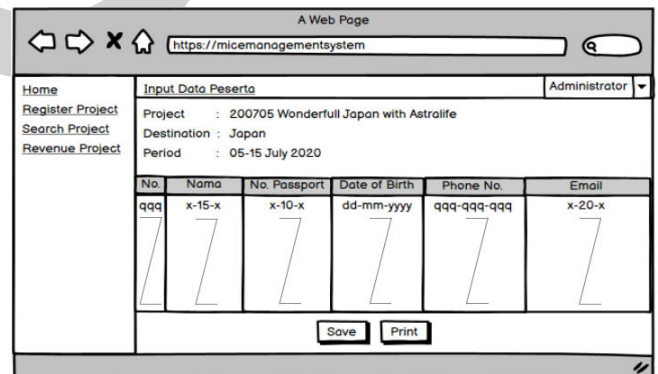 A Web Page
https://micemanagementsystem
Home
Register Project
Search Project
Revenue Project
Input Data Peserta
Administrator
Project : 200705 Wonderfull Japan with Astralife
Destination : Japan
Period : 05-15 July 2020
No. Nama No. Passport Date of Birth Phone No. Email
qqq x-15-x x-10-x dd-mm-yyyy qqq-qqq-qqq x-20-x
Save Print